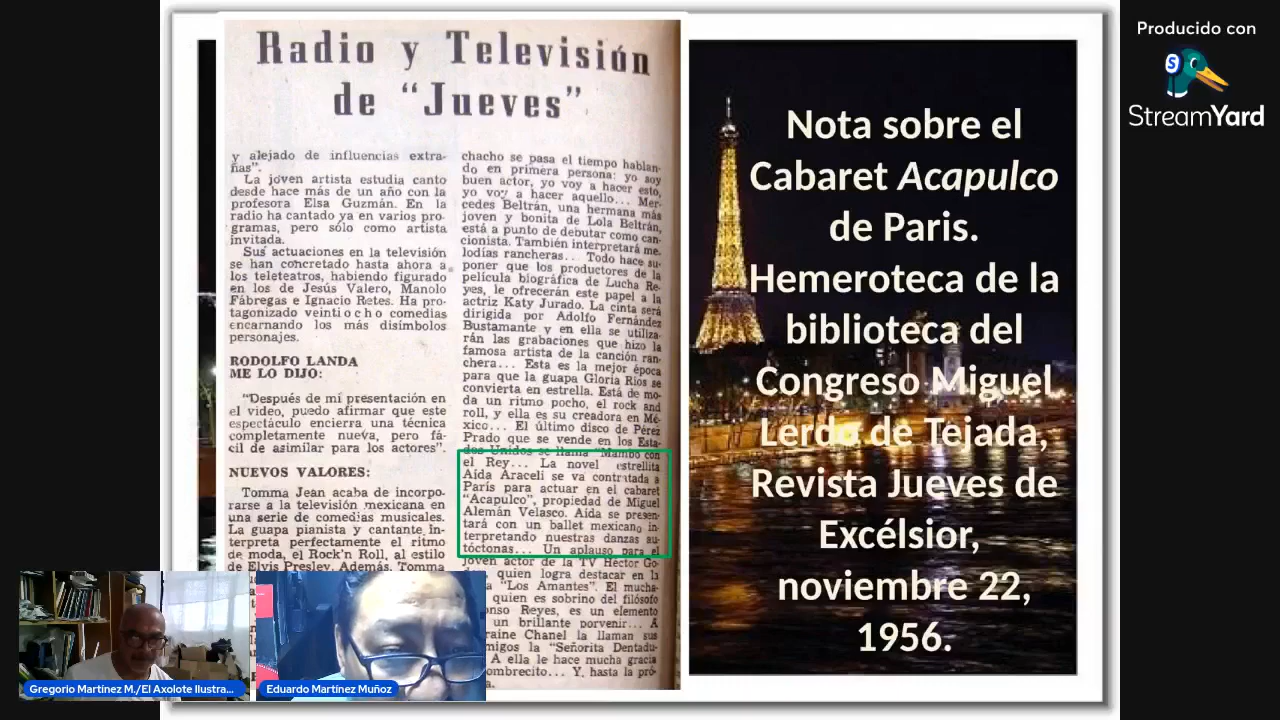 Radio y Televisión
de “Jueves”
y alejado de influencias extra-
ñas”.
La joven artista estudia canto
desde hace más de un año con la
profesora Elsa Guzmán. En la
radio ha cantado ya en varios pro-
gramas, pero sólo como artista
invitada.
Sus actuaciones en la televisión
se han concretado hasta ahora a
los teleteatros, habiendo figurado
en los de Jesús Valero, Manolo
Fábregas e Ignacio Retes. Ha pro-
tagonizado veintiocho comedias
encarnando los más disímbolos
personajes.
RODOLFO LANDA
ME LO DIJO:
“Después de mi presentación en
el video, puedo afirmar que este
espectáculo encierra una técnica
completamente nueva, pero fá-
cil de asimilar para los actores”.
NUEVOS VALORES:
Tomma Jean acaba de incorpo-
rarse a la televisión mexicana en
una serie de comedias musicales.
La guapa pianista y cantante in-
terpreta perfectamente el ritmo
de moda, el Rock'n Roll, al estilo
de Elvis Presley. Además, Tomma
chacho se pasa el tiempo hablan-
do en primera persona: yo soy
buen actor, yo voy a hacer esto,
yo voy a hacer aquello... Mer-
cedes Beltrán, una hermana más
joven y bonita de Lola Beltrán,
está a punto de debutar como can-
cionista. También interpretará me-
lodías rancheras... Todo hace su-
poner que los productores de la
película biográfica de Lucha Re-
yes, le ofrecerán este papel a la
actriz Katy Jurado. La cinta será
dirigida por Adolfo Fernández
Bustamante y en ella se utiliza-
rán las grabaciones que hizo la
famosa artista de la canción ran-
chera... Esta es la mejor época
para que la guapa Gloria Ríos se
convierta en estrella. Está de mo-
da un ritmo pocho, el rock and
roll, y ella es su creadora en Mé-
xico... El último disco de Pérez
Prado que se vende en los Esta-
dos Unidos se llama “Mambo con
el Rey... La novel estrellita
Aída Araceli se va contratada a
París para actuar en el cabaret
“Acapulco”, propiedad de Miguel
Alemán Velasco. Aída se presen-
tará con un ballet mexicano in-
terpretando nuestras danzas au-
tóctonas... Un aplauso para el
joven actor de la TV Héctor Go-
quien logra destacar en la
“Los Amantes”. El mucha-
quien es sobrino del filósofo
Reyes, es un elemento
un brillante porvenir... A
Chanel la llaman sus
“Señorita Dentadu-
A ella le hace mucha gracia
Y, hasta la pró-
Nota sobre el
Cabaret Acapulco
de Paris.
Hemeroteca de la
biblioteca del
Congreso Miguel
Lerdo de Tejada,
Revista Jueves de
Excélsior,
noviembre 22,
1956.
Producido con
S
StreamYard
Gregorio Martínez M./El Axolote Ilustra...
Eduardo Martínez Muñoz